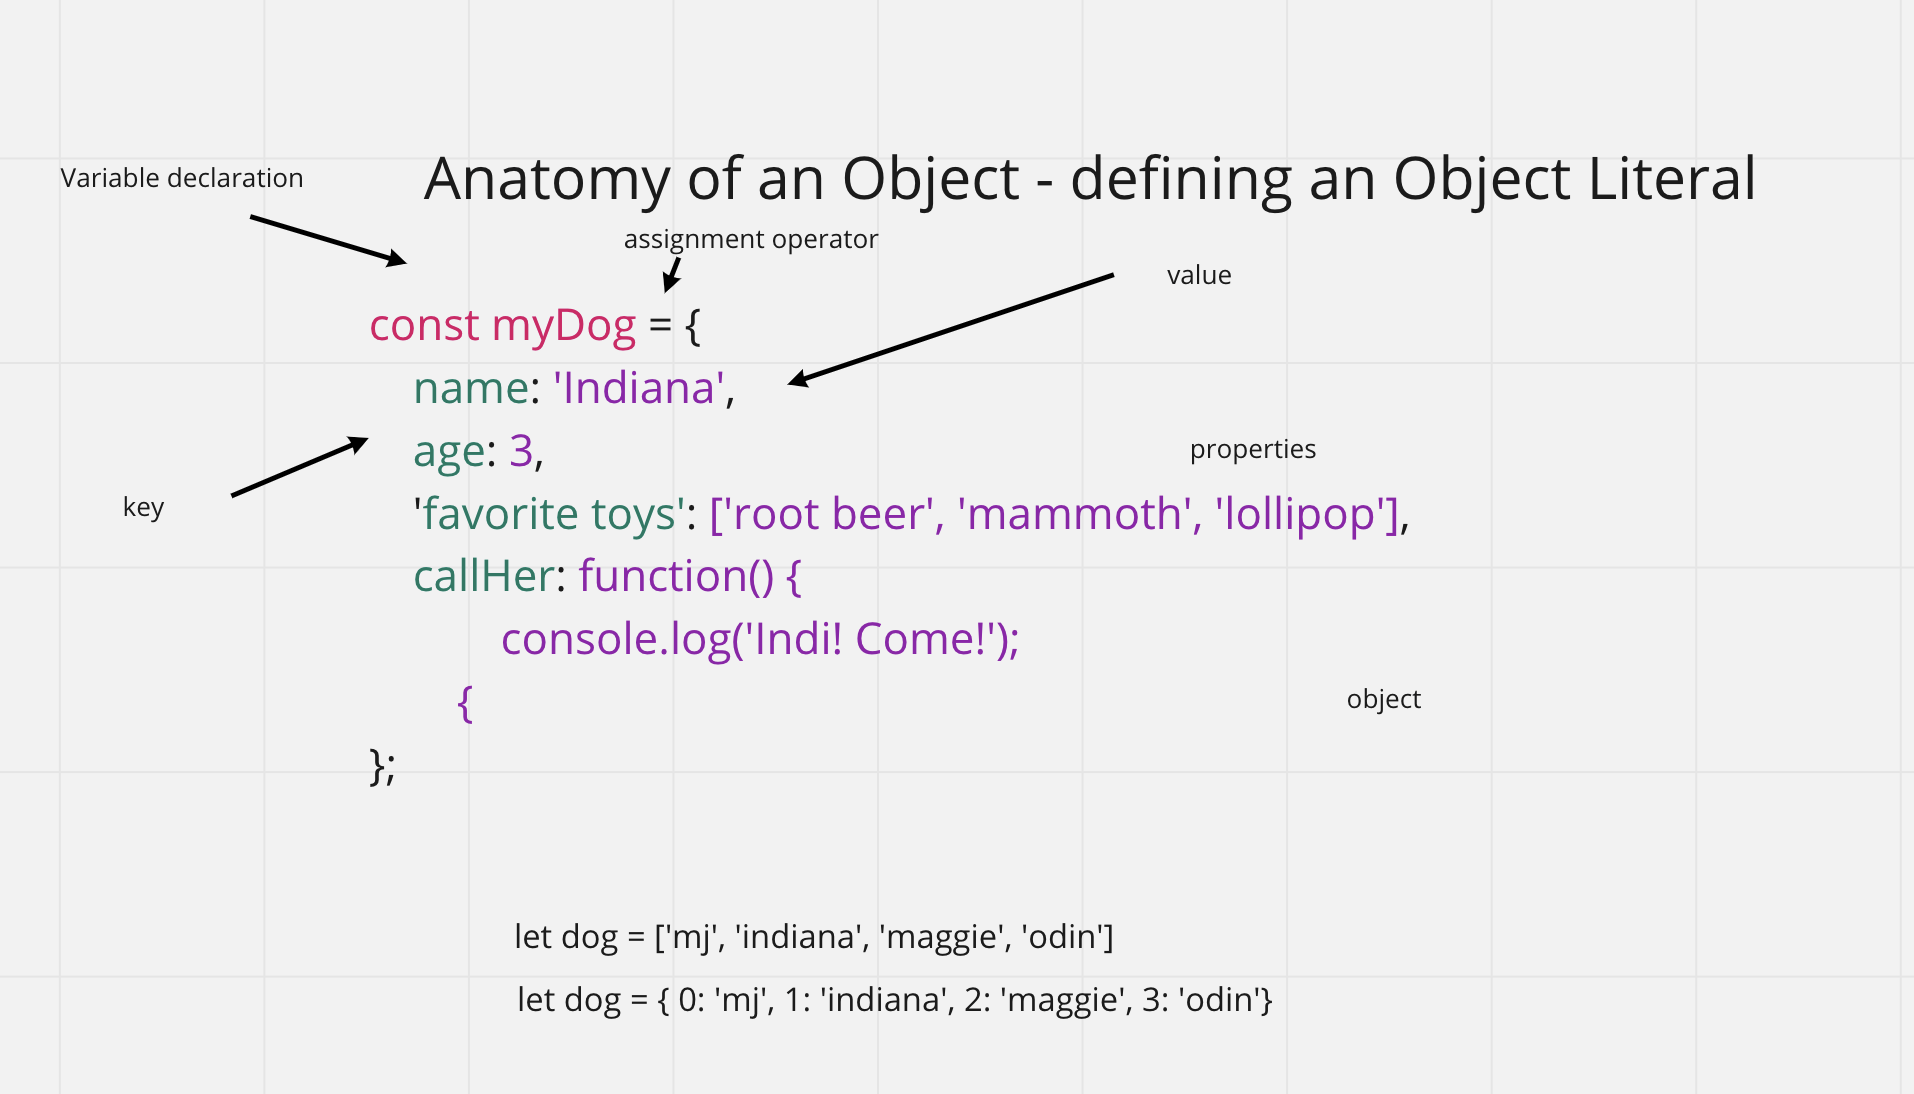 Variable declaration
Anatomy of an Object - defining an Object Literal
assignment operator
value
const myDog = {
name: 'Indiana',
age: 3,
properties
key
'favorite toys': ['root beer', 'mammoth', 'lollipop'],
callHer: function() {
console.log('Indi! Come!');
{
object
};
let dog = ['mj', 'indiana', 'maggie', 'odin']
let dog = { 0: 'mj', 1: 'indiana', 2: 'maggie', 3: 'odin'}